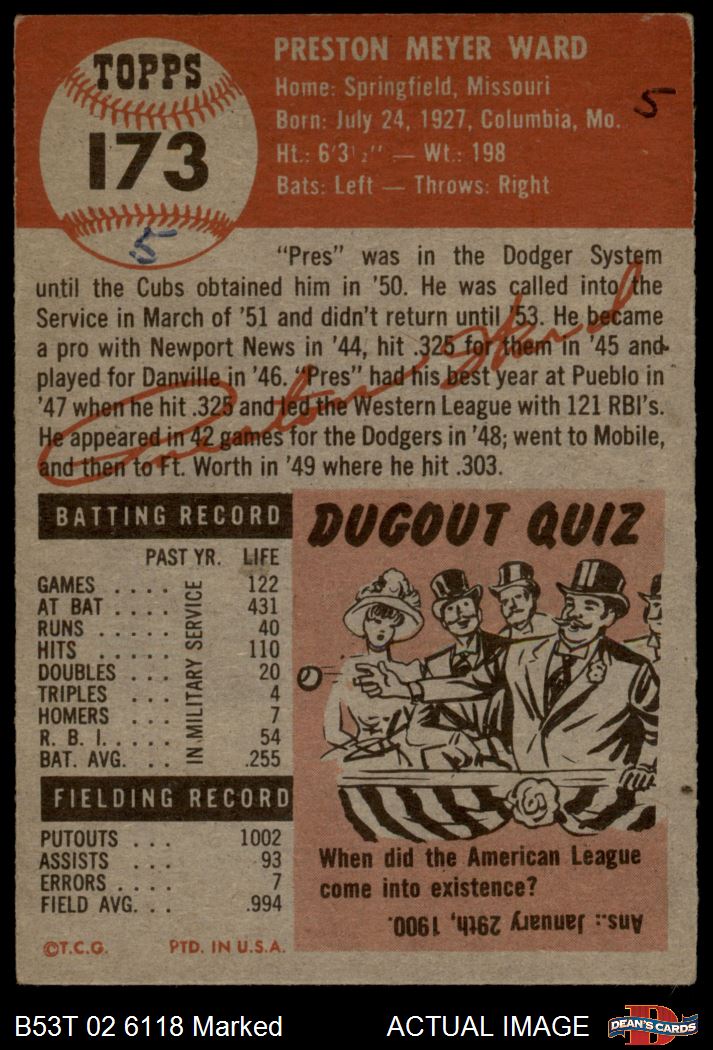 TOPPS
173
5
PRESTON MEYER WARD
Home: Springfield, Missouri
Born: July 24, 1927, Columbia, Mo.
Ht.: 6'3½" — Wt.: 198
Bats: Left — Throws: Right
5
"Pres" was in the Dodger System
until the Cubs obtained him in '50. He was called into the
Service in March of '51 and didn't return until '53. He became
a pro with Newport News in '44, hit .325 for them in '45 and
played for Danville in '46. "Pres" had his best year at Pueblo in
'47 when he hit .325 and led the Western League with 121 RBI's.
He appeared in 42 games for the Dodgers in '48; went to Mobile,
and then to Ft. Worth in '49 where he hit .303.
Preston Ward
BATTING RECORD
PAST YR. LIFE
GAMES . . . . 122
AT BAT . . . . 431
RUNS . . . . . 40
HITS . . . . . 110
DOUBLES . . . 20
TRIPLES . . . 4
HOMERS . . . 7
R. B. I. . . . . . 54
BAT. AVG. . . . .255
IN MILITARY SERVICE
FIELDING RECORD
PUTOUTS . . . 1002
ASSISTS . . . 93
ERRORS . . . . 7
FIELD AVG. . . .994
©T.C.G. PTD. IN U.S.A.
DUGOUT QUIZ
When did the American League
come into existence?
Ans.: January 29th, 1900.
B53T 02 6118 Marked ACTUAL IMAGE
D
DEAN'S CARDS